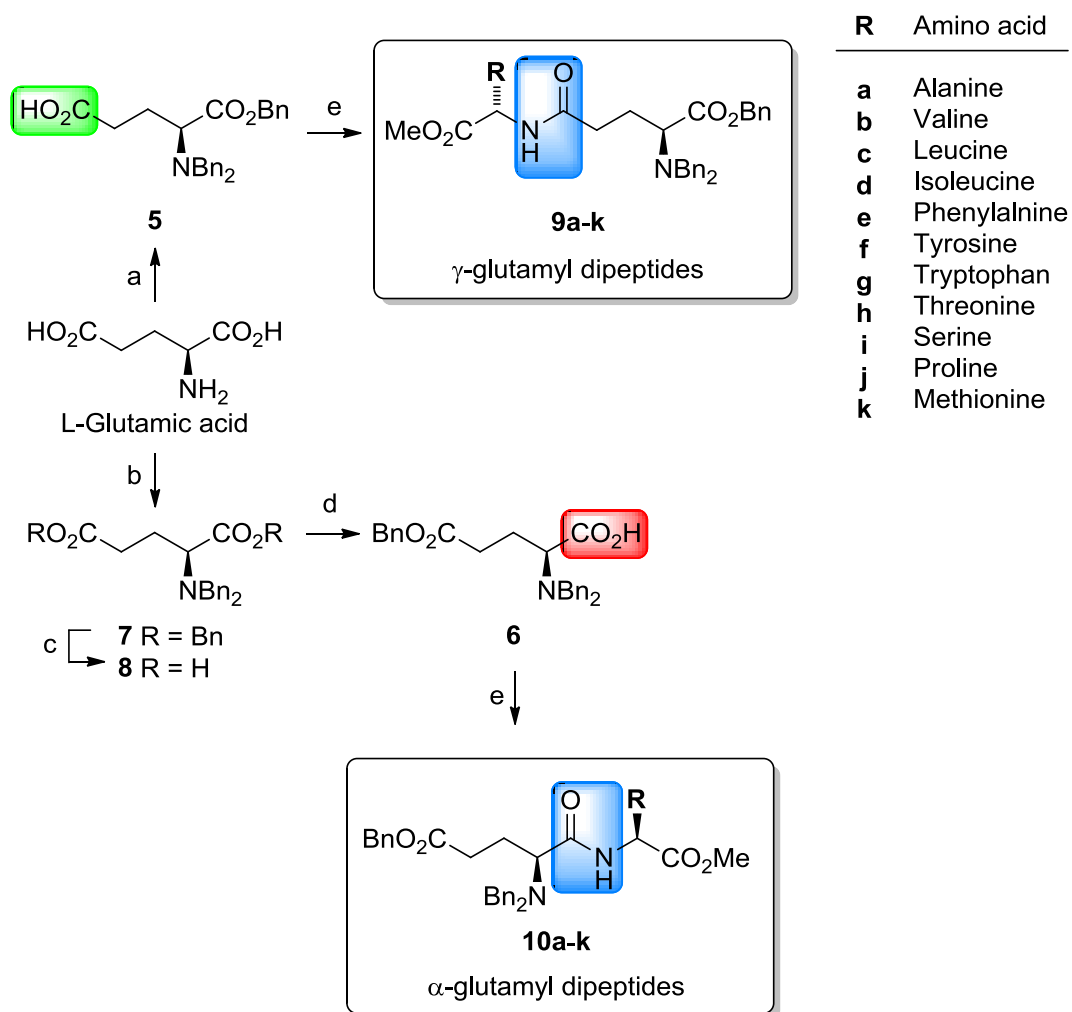 HO₂C CO₂Bn
NBn₂
5
e
MeO₂C R N H O CO₂Bn
NBn₂
9a-k
γ-glutamyl dipeptides
a
HO₂C CO₂H
NH₂
L-Glutamic acid
b
RO₂C CO₂R
NBn₂
7 R = Bn
c
8 R = H
d
BnO₂C CO₂H
NBn₂
6
e
BnO₂C O R N H CO₂Me
Bn₂N
10a-k
α-glutamyl dipeptides
R Amino acid
a Alanine
b Valine
c Leucine
d Isoleucine
e Phenylalnine
f Tyrosine
g Tryptophan
h Threonine
i Serine
j Proline
k Methionine